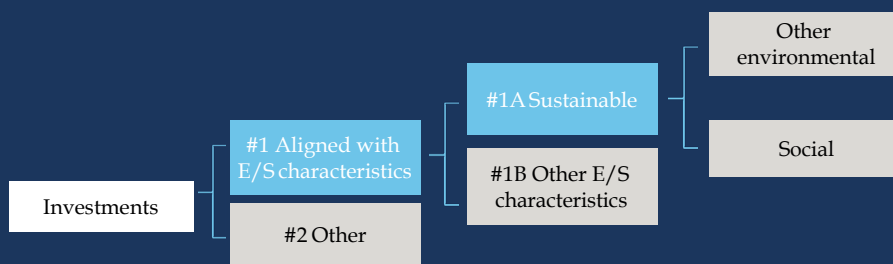 Investments
#1 Aligned with
E/S characteristics
#2 Other
#1A Sustainable
#1B Other E/S
characteristics
Other
environmental
Social